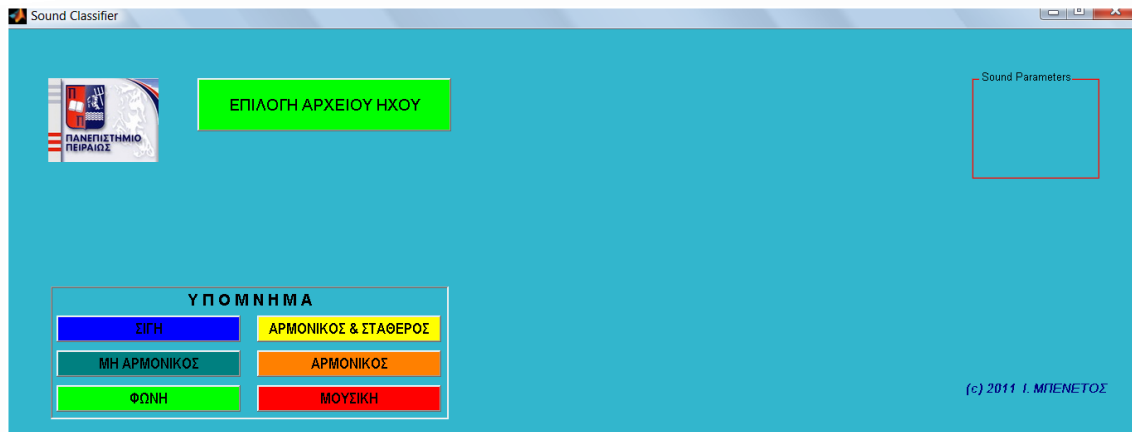 Sound Classifier
ΠΑΝΕΠΙΣΤΗΜΙΟ
ΠΕΙΡΑΙΩΣ
ΕΠΙΛΟΓΗ ΑΡΧΕΙΟΥ ΗΧΟΥ
Sound Parameters
ΥΠΟΜΝΗΜΑ
ΣΙΓΗ
ΑΡΜΟΝΙΚΟΣ & ΣΤΑΘΕΡΟΣ
ΜΗ ΑΡΜΟΝΙΚΟΣ
ΑΡΜΟΝΙΚΟΣ
ΦΩΝΗ
ΜΟΥΣΙΚΗ
(c) 2011 Ι. ΜΠΕΝΕΤΟΣ